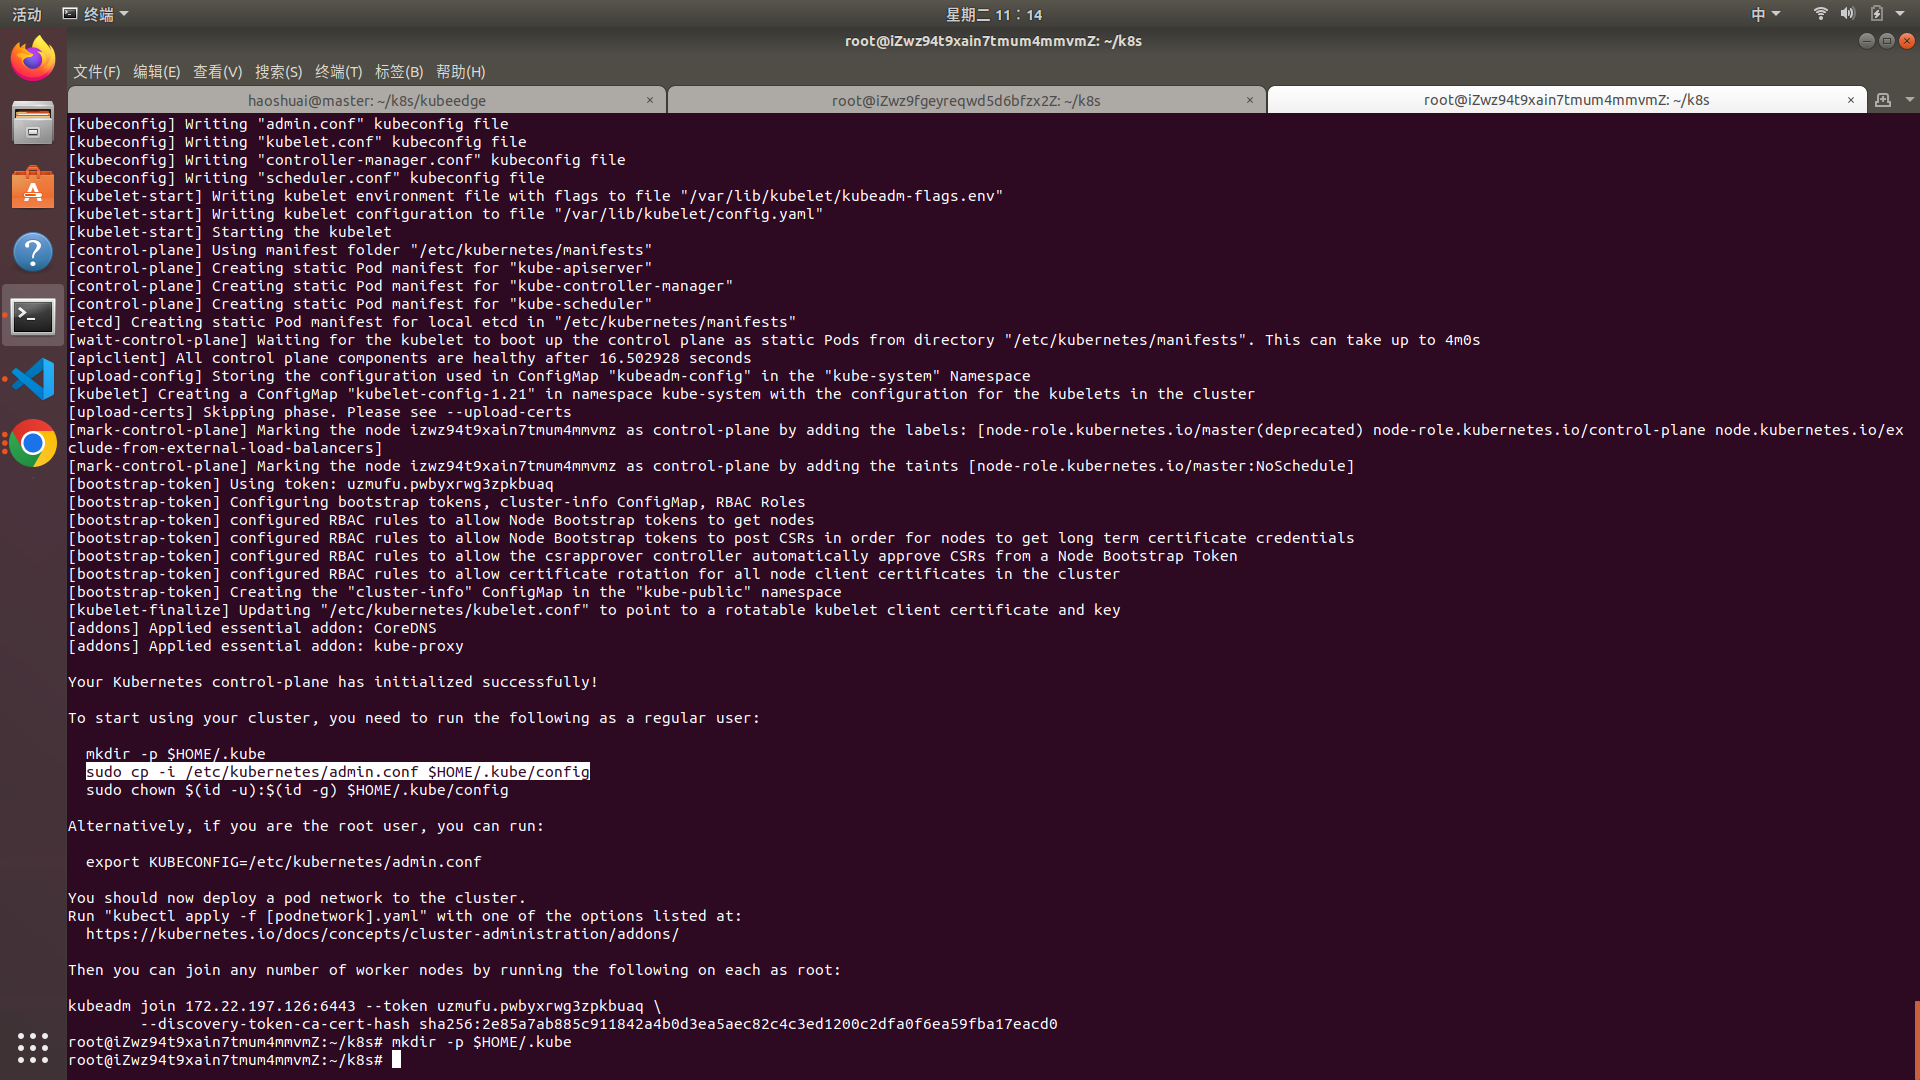 活动 终端 星期二 11：14 中
root@iZwz94t9xain7tmum4mmvmZ: ~/k8s
文件(F) 编辑(E) 查看(V) 搜索(S) 终端(T) 标签(B) 帮助(H)
haoshuai@master: ~/k8s/kubeedge × root@iZwz9fgeyreqwd5d6bfzx2Z: ~/k8s × root@iZwz94t9xain7tmum4mmvmZ: ~/k8s ×
[kubeconfig] Writing "admin.conf" kubeconfig file
[kubeconfig] Writing "kubelet.conf" kubeconfig file
[kubeconfig] Writing "controller-manager.conf" kubeconfig file
[kubeconfig] Writing "scheduler.conf" kubeconfig file
[kubelet-start] Writing kubelet environment file with flags to file "/var/lib/kubelet/kubeadm-flags.env"
[kubelet-start] Writing kubelet configuration to file "/var/lib/kubelet/config.yaml"
[kubelet-start] Starting the kubelet
[control-plane] Using manifest folder "/etc/kubernetes/manifests"
[control-plane] Creating static Pod manifest for "kube-apiserver"
[control-plane] Creating static Pod manifest for "kube-controller-manager"
[control-plane] Creating static Pod manifest for "kube-scheduler"
[etcd] Creating static Pod manifest for local etcd in "/etc/kubernetes/manifests"
[wait-control-plane] Waiting for the kubelet to boot up the control plane as static Pods from directory "/etc/kubernetes/manifests". This can take up to 4m0s
[apiclient] All control plane components are healthy after 16.502928 seconds
[upload-config] Storing the configuration used in ConfigMap "kubeadm-config" in the "kube-system" Namespace
[kubelet] Creating a ConfigMap "kubelet-config-1.21" in namespace kube-system with the configuration for the kubelets in the cluster
[upload-certs] Skipping phase. Please see --upload-certs
[mark-control-plane] Marking the node izwz94t9xain7tmum4mmvmz as control-plane by adding the labels: [node-role.kubernetes.io/master(deprecated) node-role.kubernetes.io/control-plane node.kubernetes.io/ex
clude-from-external-load-balancers]
[mark-control-plane] Marking the node izwz94t9xain7tmum4mmvmz as control-plane by adding the taints [node-role.kubernetes.io/master:NoSchedule]
[bootstrap-token] Using token: uzmufu.pwbyxrwg3zpkbuaq
[bootstrap-token] Configuring bootstrap tokens, cluster-info ConfigMap, RBAC Roles
[bootstrap-token] configured RBAC rules to allow Node Bootstrap tokens to get nodes
[bootstrap-token] configured RBAC rules to allow Node Bootstrap tokens to post CSRs in order for nodes to get long term certificate credentials
[bootstrap-token] configured RBAC rules to allow the csrapprover controller automatically approve CSRs from a Node Bootstrap Token
[bootstrap-token] configured RBAC rules to allow certificate rotation for all node client certificates in the cluster
[bootstrap-token] Creating the "cluster-info" ConfigMap in the "kube-public" namespace
[kubelet-finalize] Updating "/etc/kubernetes/kubelet.conf" to point to a rotatable kubelet client certificate and key
[addons] Applied essential addon: CoreDNS
[addons] Applied essential addon: kube-proxy
Your Kubernetes control-plane has initialized successfully!
To start using your cluster, you need to run the following as a regular user:
mkdir -p $HOME/.kube
sudo cp -i /etc/kubernetes/admin.conf $HOME/.kube/config
sudo chown $(id -u):$(id -g) $HOME/.kube/config
Alternatively, if you are the root user, you can run:
export KUBECONFIG=/etc/kubernetes/admin.conf
You should now deploy a pod network to the cluster.
Run "kubectl apply -f [podnetwork].yaml" with one of the options listed at:
https://kubernetes.io/docs/concepts/cluster-administration/addons/
Then you can join any number of worker nodes by running the following on each as root:
kubeadm join 172.22.197.126:6443 --token uzmufu.pwbyxrwg3zpkbuaq \
--discovery-token-ca-cert-hash sha256:2e85a7ab885c911842a4b0d3ea5aec82c4c3ed1200c2dfa0f6ea59fba17eacd0
root@iZwz94t9xain7tmum4mmvmZ:~/k8s# mkdir -p $HOME/.kube
root@iZwz94t9xain7tmum4mmvmZ:~/k8s#